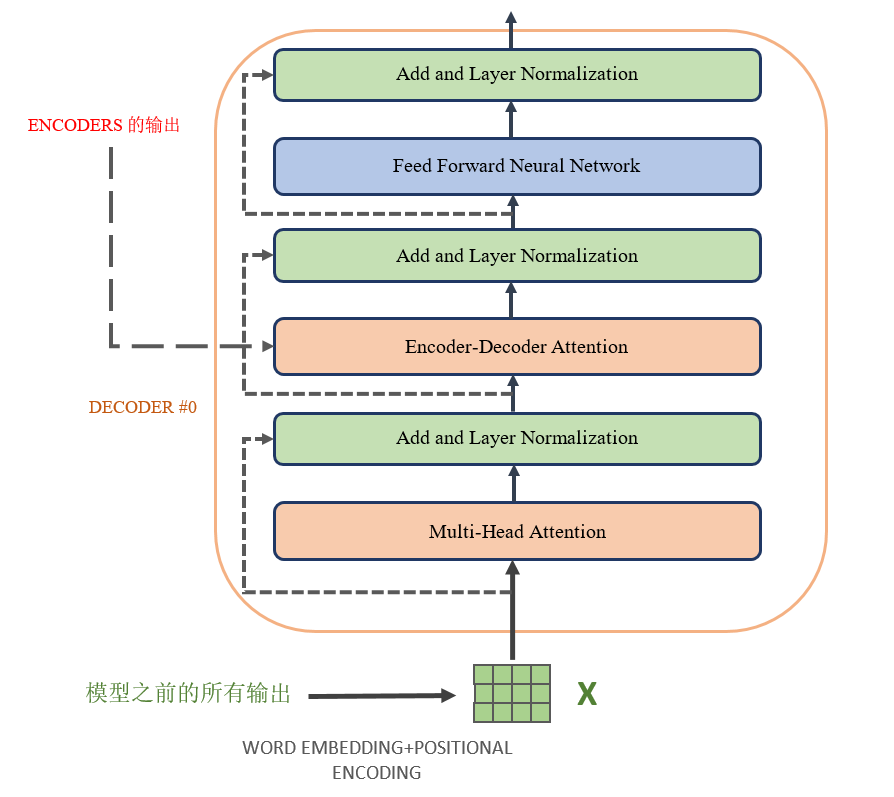 Add and Layer Normalization
ENCODERS 的输出
Feed Forward Neural Network
Add and Layer Normalization
Encoder-Decoder Attention
DECODER #0
Add and Layer Normalization
Multi-Head Attention
模型之前的所有输出
X
WORD EMBEDDING+POSITIONAL
ENCODING